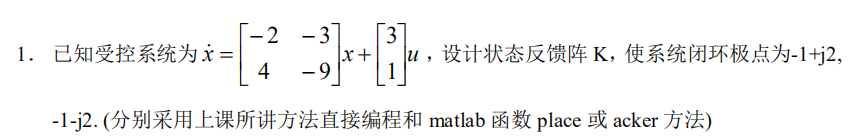 1. 已知受控系统为 ẋ = [−2 −3; 4 −9] x + [3; 1] u ，设计状态反馈阵 K，使系统闭环极点为-1+j2,
-1-j2. (分别采用上课所讲方法直接编程和 matlab 函数 place 或 acker 方法)